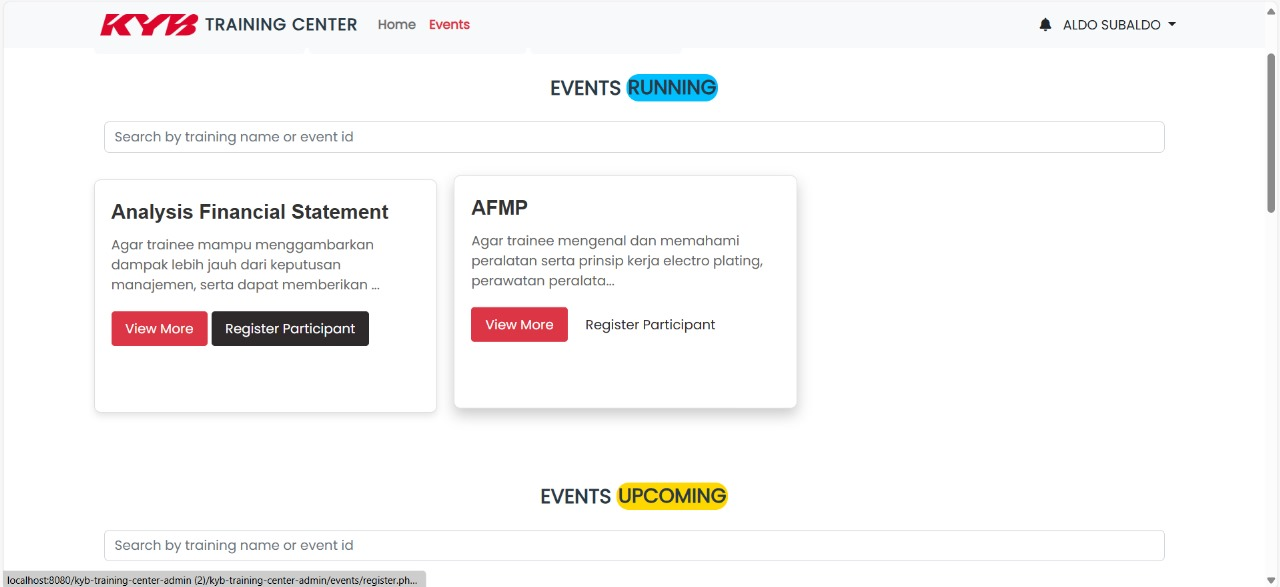 KYB TRAINING CENTER Home Events ALDO SUBALDO
EVENTS RUNNING
Search by training name or event id
Analysis Financial Statement
Agar trainee mampu menggambarkan
dampak lebih jauh dari keputusan
manajemen, serta dapat memberikan ...
View More Register Participant
AFMP
Agar trainee mengenal dan memahami
peralatan serta prinsip kerja electro plating,
perawatan peralata...
View More Register Participant
EVENTS UPCOMING
Search by training name or event id
localhost:8080/kyb-training-center-admin (2)/kyb-training-center-admin/events/register.ph...